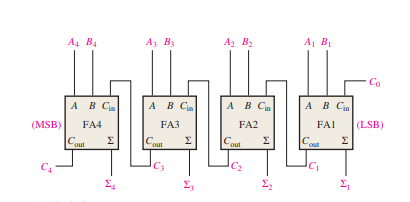 A₄ B₄ A₃ B₃ A₂ B₂ A₁ B₁
C₀
A B Cin A B Cin A B Cin A B Cin
(MSB) FA4 FA3 FA2 FA1 (LSB)
Cout Σ Cout Σ Cout Σ Cout Σ
C₄ C₃ C₂ C₁
Σ₄ Σ₃ Σ₂ Σ₁